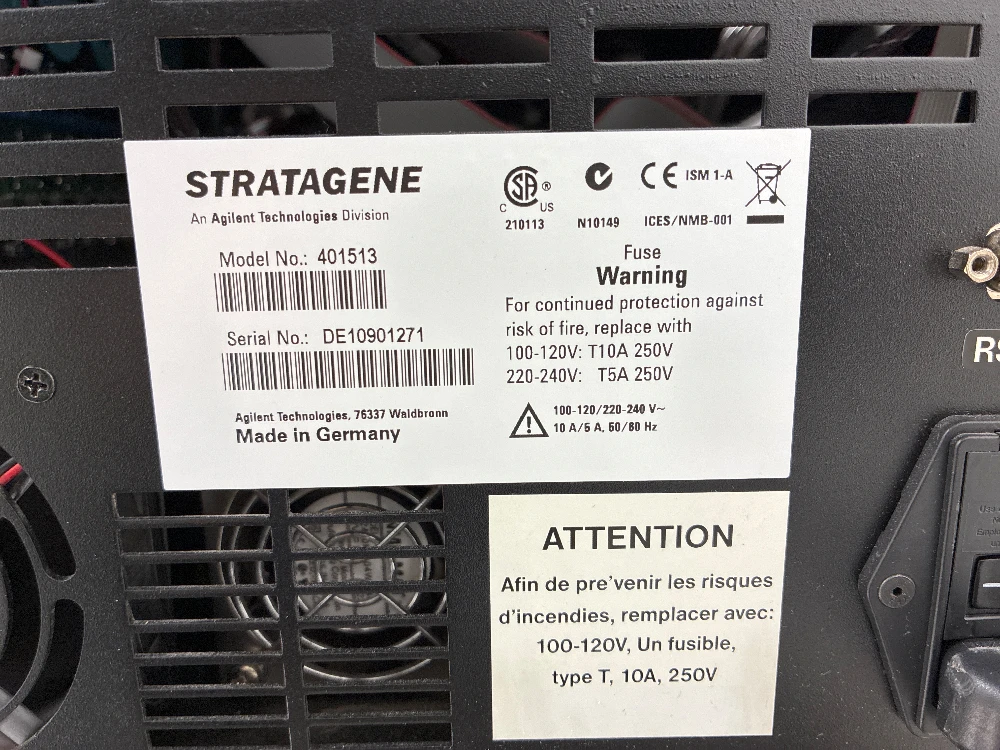 STRATAGENE
An Agilent Technologies Division
Model No.: 401513
Serial No.: DE10901271
Agilent Technologies, 76337 Waldbronn
Made in Germany
SA ®
C US
210113
N10149
CE ISM 1-A
ICES/NMB-001
Fuse
Warning
For continued protection against
risk of fire, replace with
100-120V: T10A 250V
220-240V: T5A 250V
100-120/220-240 V~
10 A/5 A, 50/60 Hz
ATTENTION
Afin de pre'venir les risques
d'incendies, remplacer avec:
100-120V, Un fusible,
type T, 10A, 250V